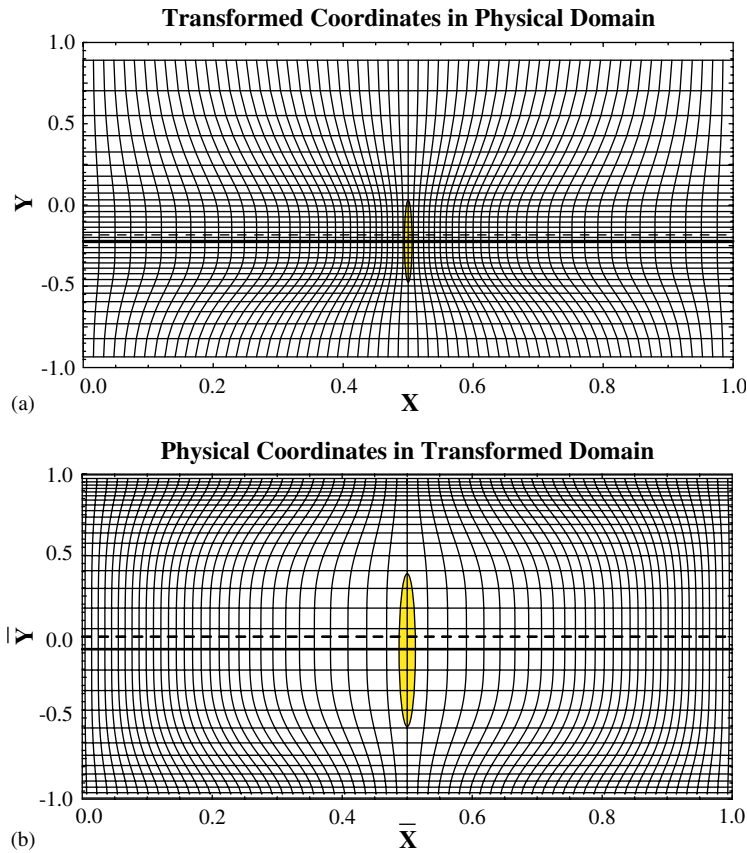 Transformed Coordinates in Physical Domain
1.0
0.5
0.0
-0.5
-1.0
Y
0.0 0.2 0.4 0.6 0.8 1.0
X
(a)
Physical Coordinates in Transformed Domain
1.0
0.5
0.0
-0.5
-1.0
Y̅
0.0 0.2 0.4 0.6 0.8 1.0
X̅
(b)